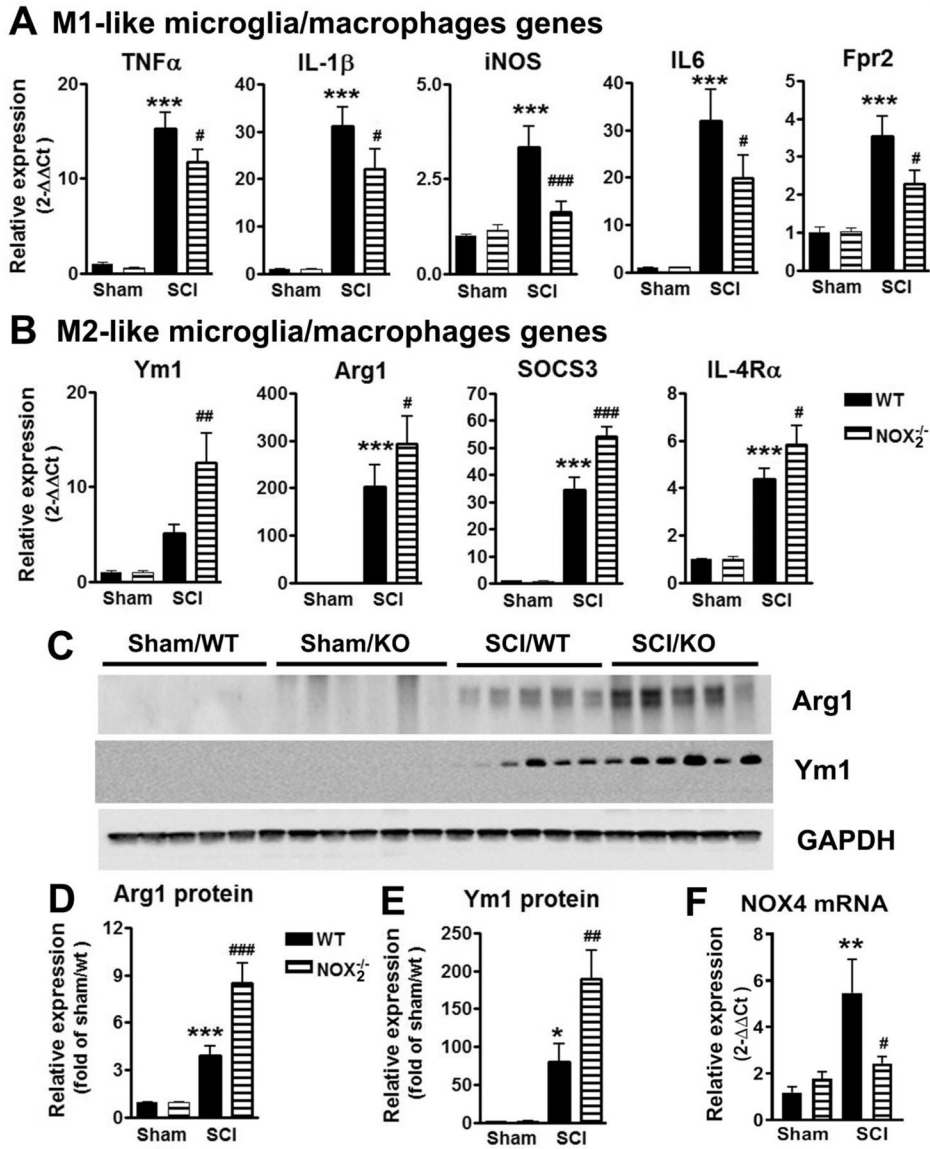 A M1-like microglia/macrophages genes
TNFα IL-1β iNOS IL6 Fpr2
Relative expression
(2-ΔΔCt )
20
10
0
***
#
Sham SCI
40
30
20
10
0
***
#
Sham SCI
5.0
2.5
0.0
***
###
Sham SCI
40
30
20
10
0
***
#
Sham SCI
5
4
3
2
1
0
***
#
Sham SCI
B M2-like microglia/macrophages genes
Ym1 Arg1 SOCS3 IL-4Rα
Relative expression
(2-ΔΔCt )
20
10
0
##
Sham SCI
400
300
200
100
0
***
#
Sham SCI
70
60
50
40
30
20
10
0
***
###
Sham SCI
8
6
4
2
0
***
#
Sham SCI
WT
NOX2-/-
C Sham/WT Sham/KO SCI/WT SCI/KO
Arg1
Ym1
GAPDH
D Arg1 protein
Relative expression
(fold of sham/wt)
12
9
6
3
0
***
###
Sham SCI
WT
NOX2-/-
E Ym1 protein
Relative expression
(fold of sham/wt)
250
200
150
100
50
0
*
##
Sham SCI
F NOX4 mRNA
Relative expression
(2-ΔΔCt )
8
6
4
2
0
**
#
Sham SCI